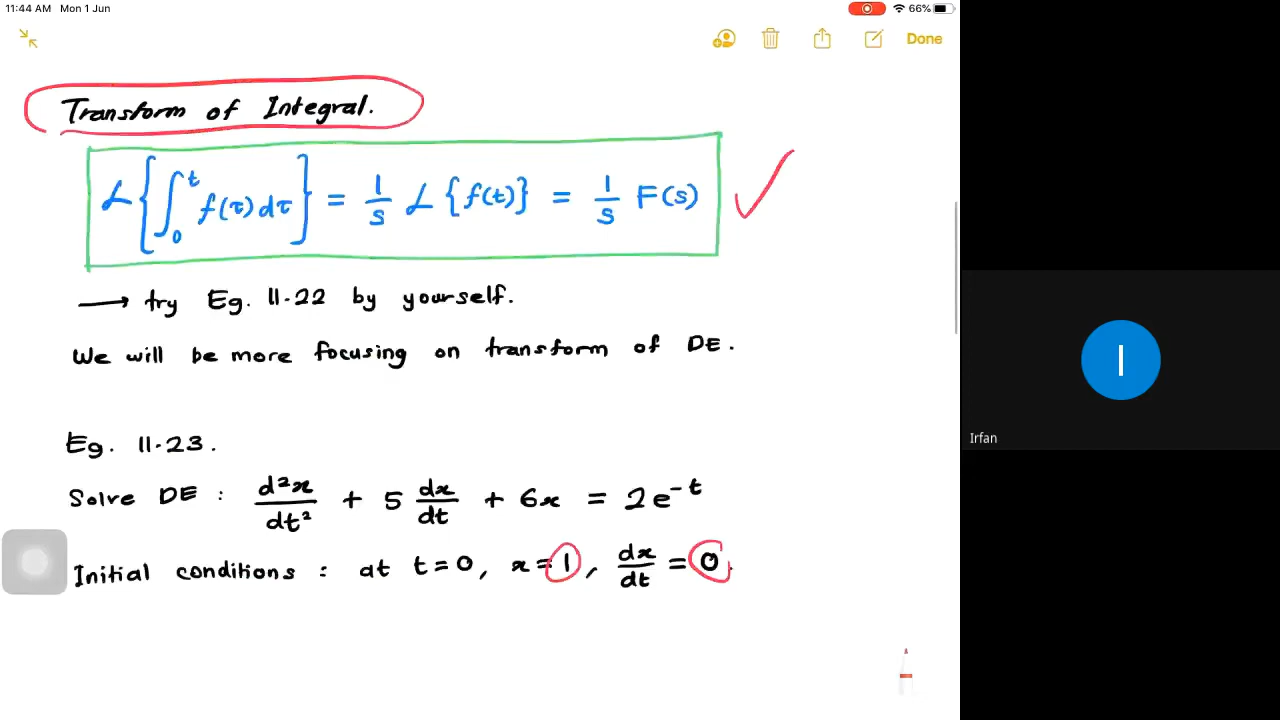 11:44 AM Mon 1 Jun
66%
Done
Transform of Integral.
ℒ{∫₀ᵗ f(τ)dτ} = 1/s ℒ{f(t)} = 1/s F(s)
→ try Eg. 11.22 by yourself.
We will be more focusing on transform of DE.
Eg. 11.23.
Solve DE : d²x/dt² + 5 dx/dt + 6x = 2e⁻ᵗ
Initial conditions : at t=0, x=1, dx/dt = 0.
I
Irfan